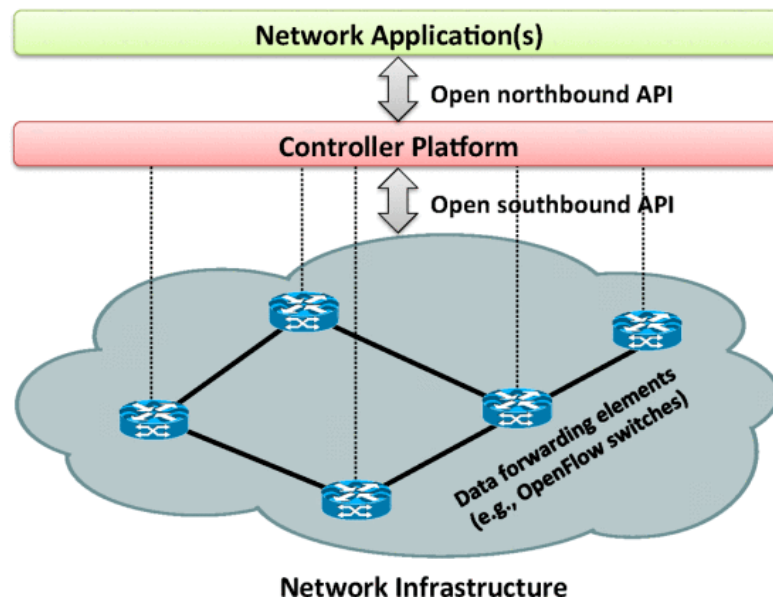 Network Application(s)
Open northbound API
Controller Platform
Open southbound API
Data forwarding elements
(e.g., OpenFlow switches)
Network Infrastructure